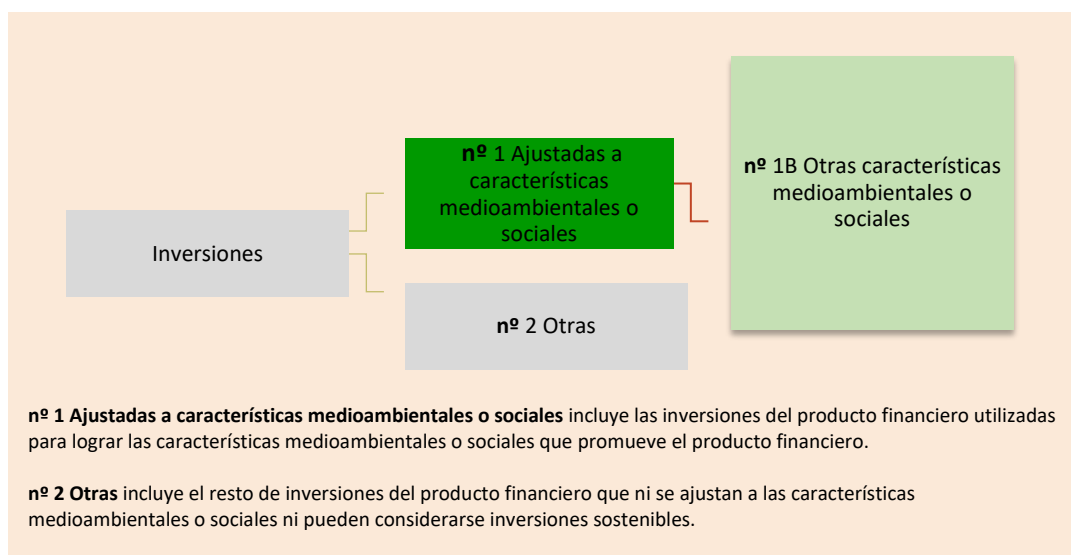 nº 1 Ajustadas a
características
medioambientales o
sociales
nº 1B Otras características
medioambientales o
sociales
Inversiones
nº 2 Otras
nº 1 Ajustadas a características medioambientales o sociales incluye las inversiones del producto financiero utilizadas
para lograr las características medioambientales o sociales que promueve el producto financiero.
nº 2 Otras incluye el resto de inversiones del producto financiero que ni se ajustan a las características
medioambientales o sociales ni pueden considerarse inversiones sostenibles.